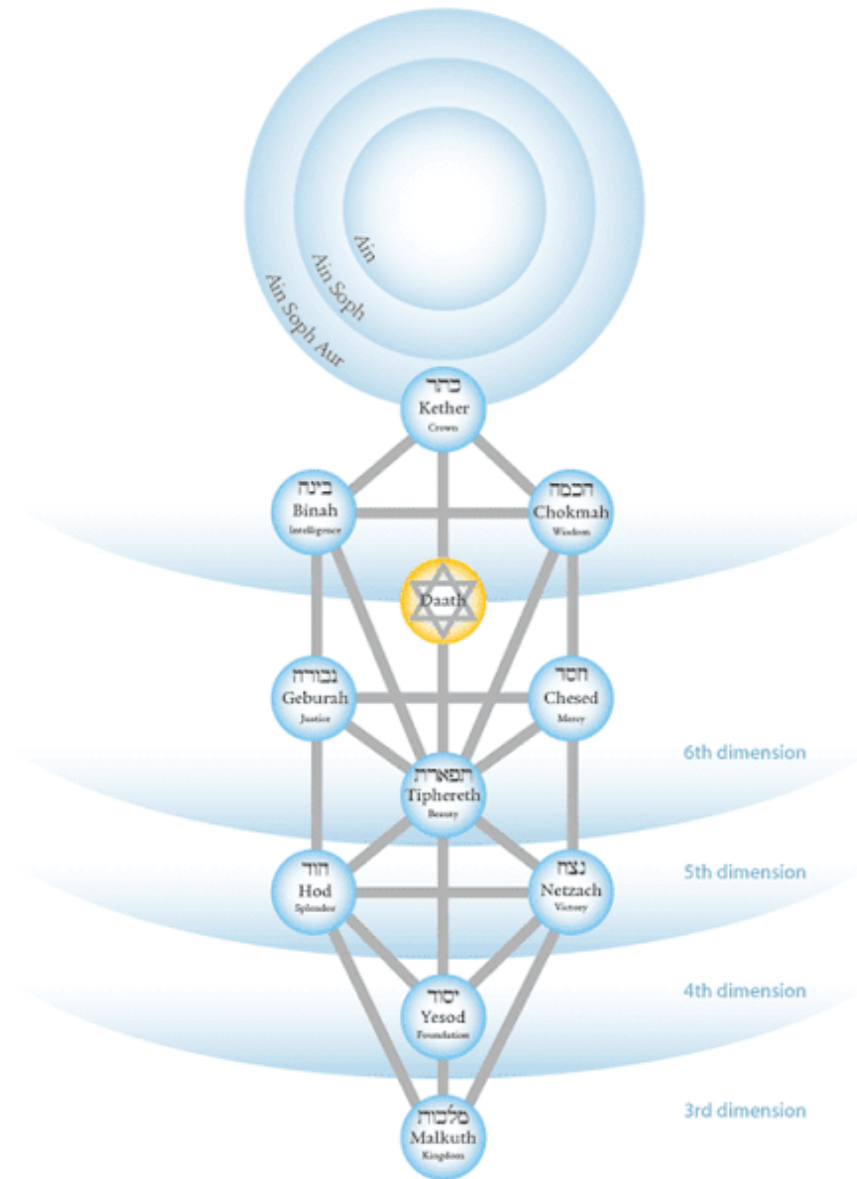 Ain
Ain Soph
Ain Soph Aur
כתר
Kether
Crown
בינה
Binah
Intelligence
חכמה
Chokmah
Wisdom
Daath
גבורה
Geburah
Justice
חסד
Chesed
Mercy
6th dimension
תפארת
Tiphereth
Beauty
5th dimension
הוד
Hod
Splendor
נצח
Netzach
Victory
4th dimension
יסוד
Yesod
Foundation
3rd dimension
מלכות
Malkuth
Kingdom